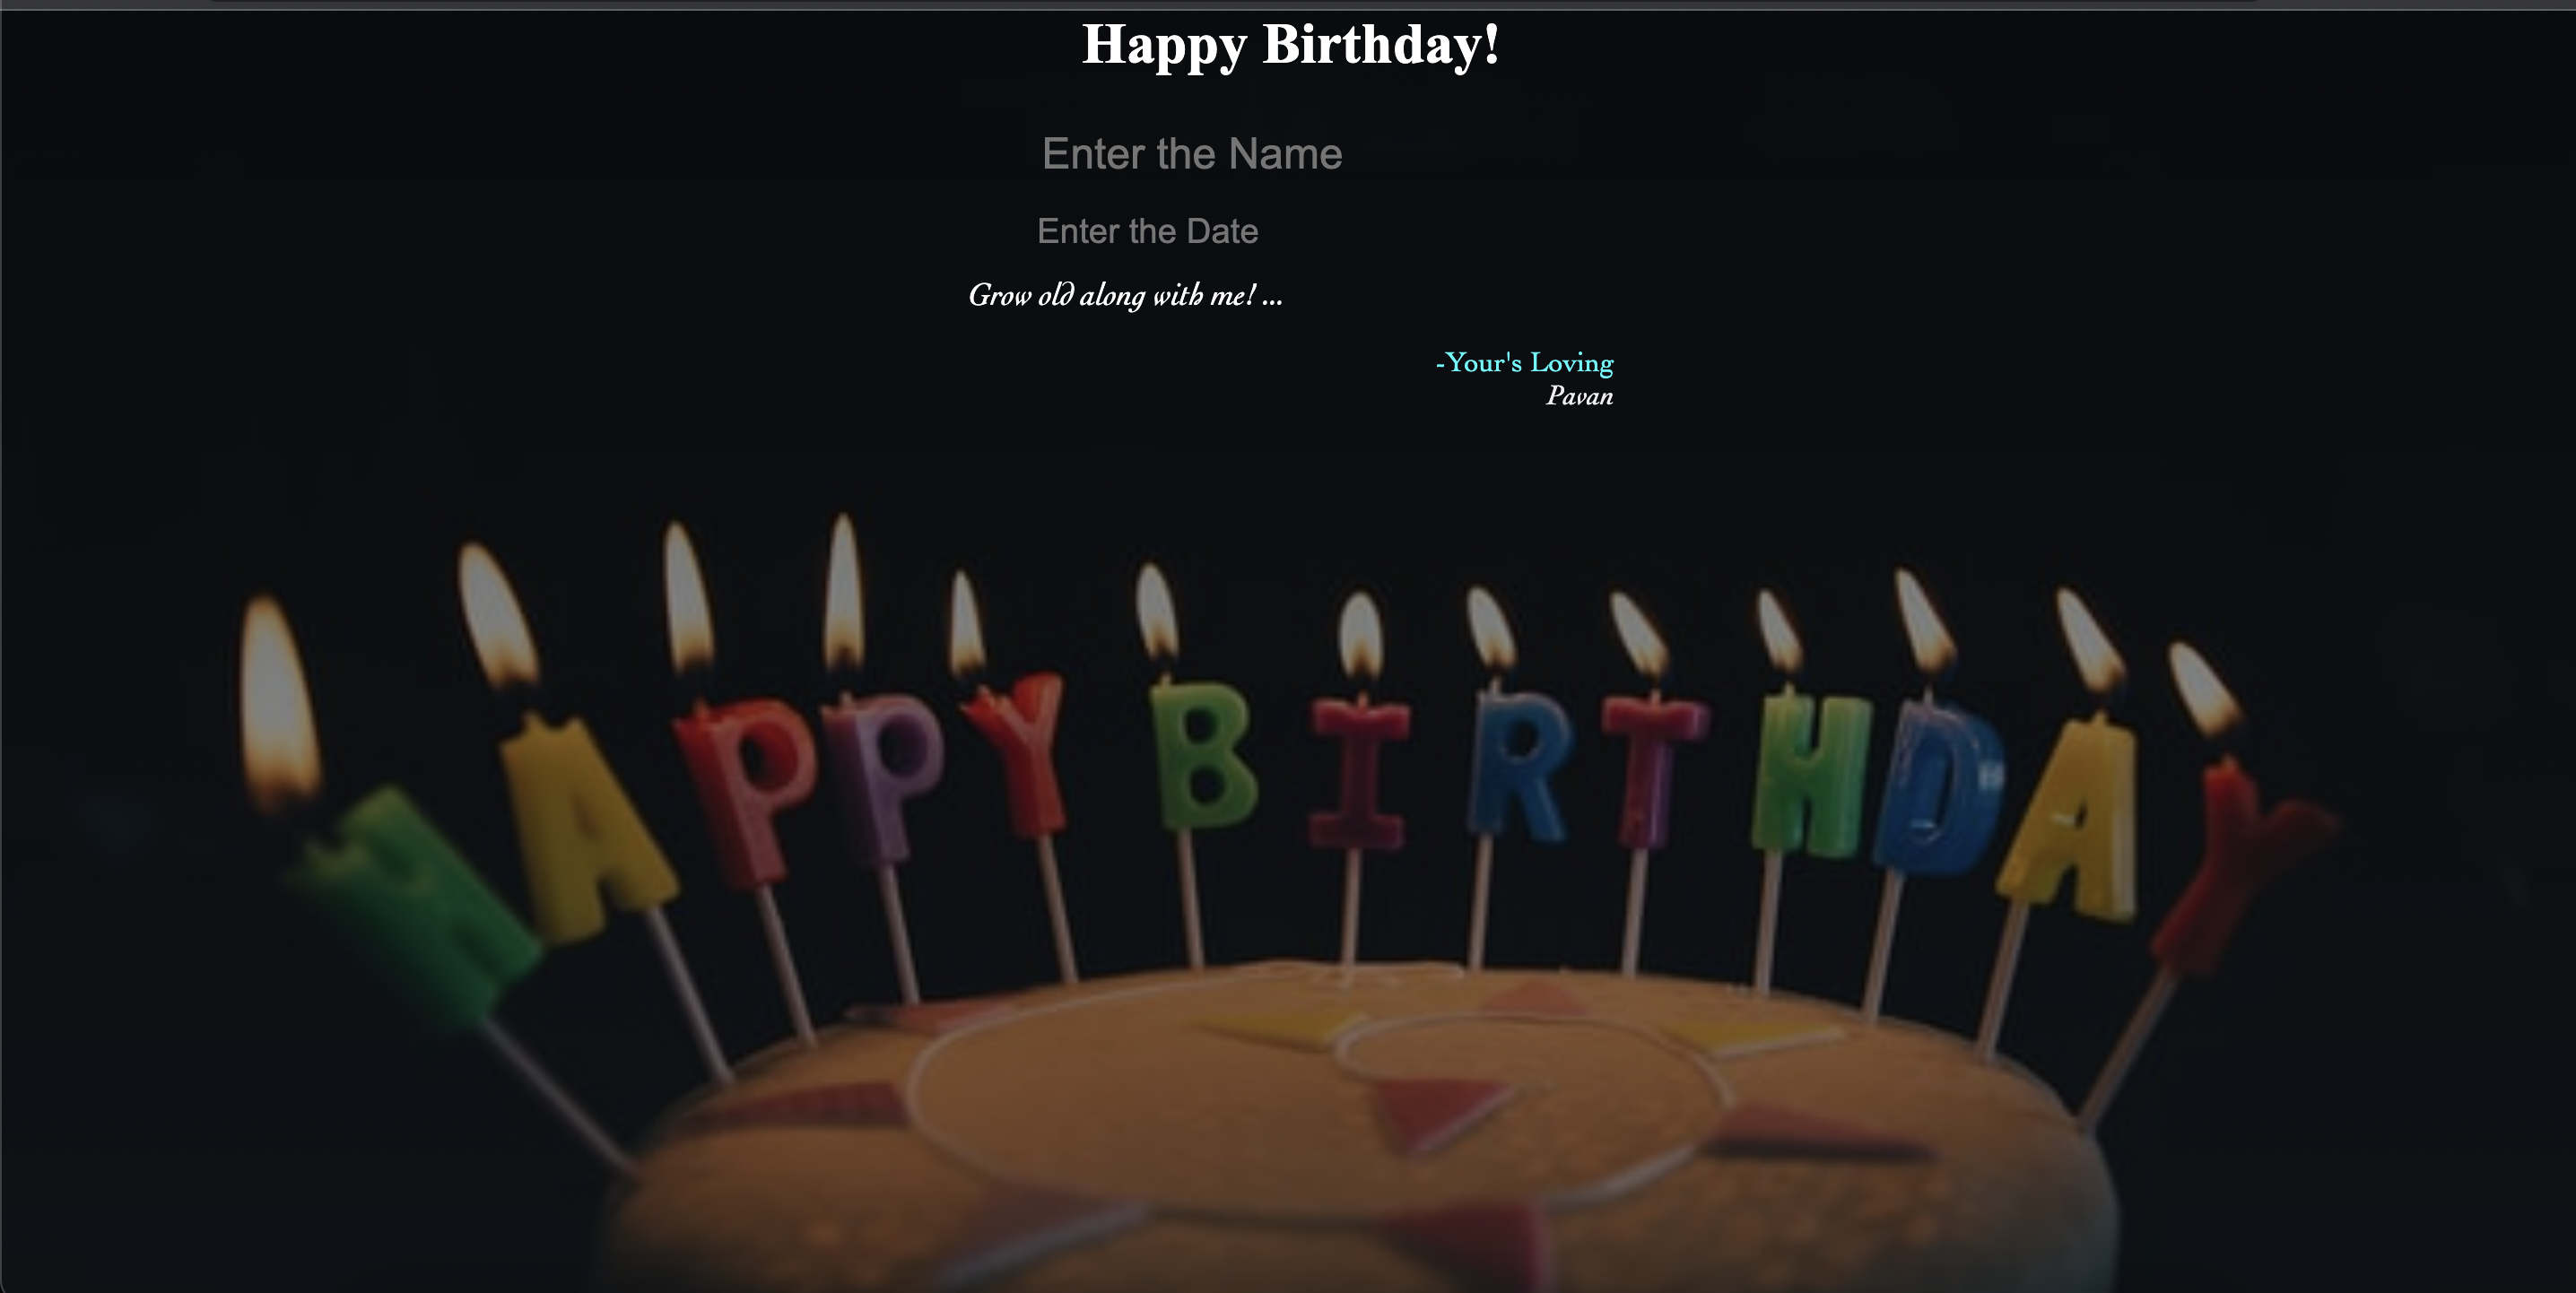 Happy Birthday!
Enter the Name
Enter the Date
Grow old along with me! ...
-Your's Loving
Pavan
HAPPY BIRTHDAY